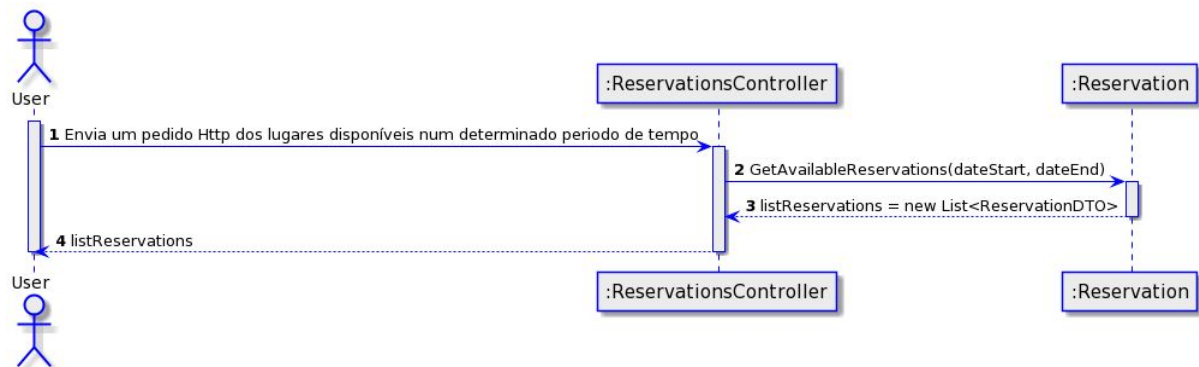 User
:ReservationsController
:Reservation
1 Envia um pedido Http dos lugares disponíveis num determinado periodo de tempo
2 GetAvailableReservations(dateStart, dateEnd)
3 listReservations = new List<ReservationDTO>
4 listReservations
User
:ReservationsController
:Reservation